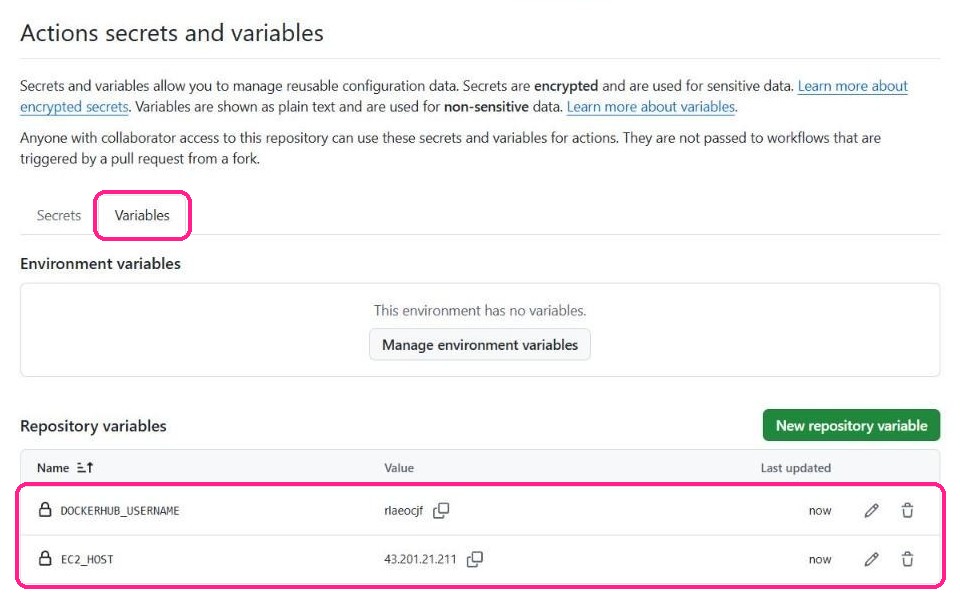 Actions secrets and variables
Secrets and variables allow you to manage reusable configuration data. Secrets are encrypted and are used for sensitive data. Learn more about
encrypted secrets. Variables are shown as plain text and are used for non-sensitive data. Learn more about variables.
Anyone with collaborator access to this repository can use these secrets and variables for actions. They are not passed to workflows that are
triggered by a pull request from a fork.
Secrets Variables
Environment variables
This environment has no variables.
Manage environment variables
Repository variables New repository variable
Name Value Last updated
DOCKERHUB_USERNAME rlaeocjf now
EC2_HOST 43.201.21.211 now